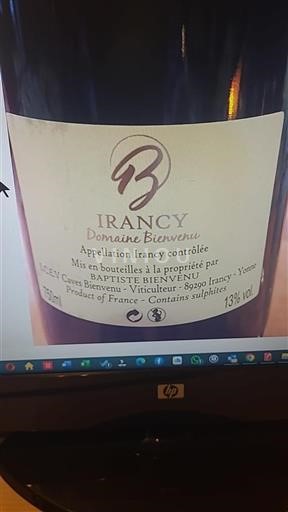 B
IRANCY
Domaine Bienvenu
Appellation Irancy contrôlée
Mis en bouteilles à la propriété par
BAPTISTE BIENVENU
S.C.E.V Caves Bienvenu - Viticulteur - 89290 Irancy - Yonne
750ml Product of France - Contains sulphites 13% vol
hp